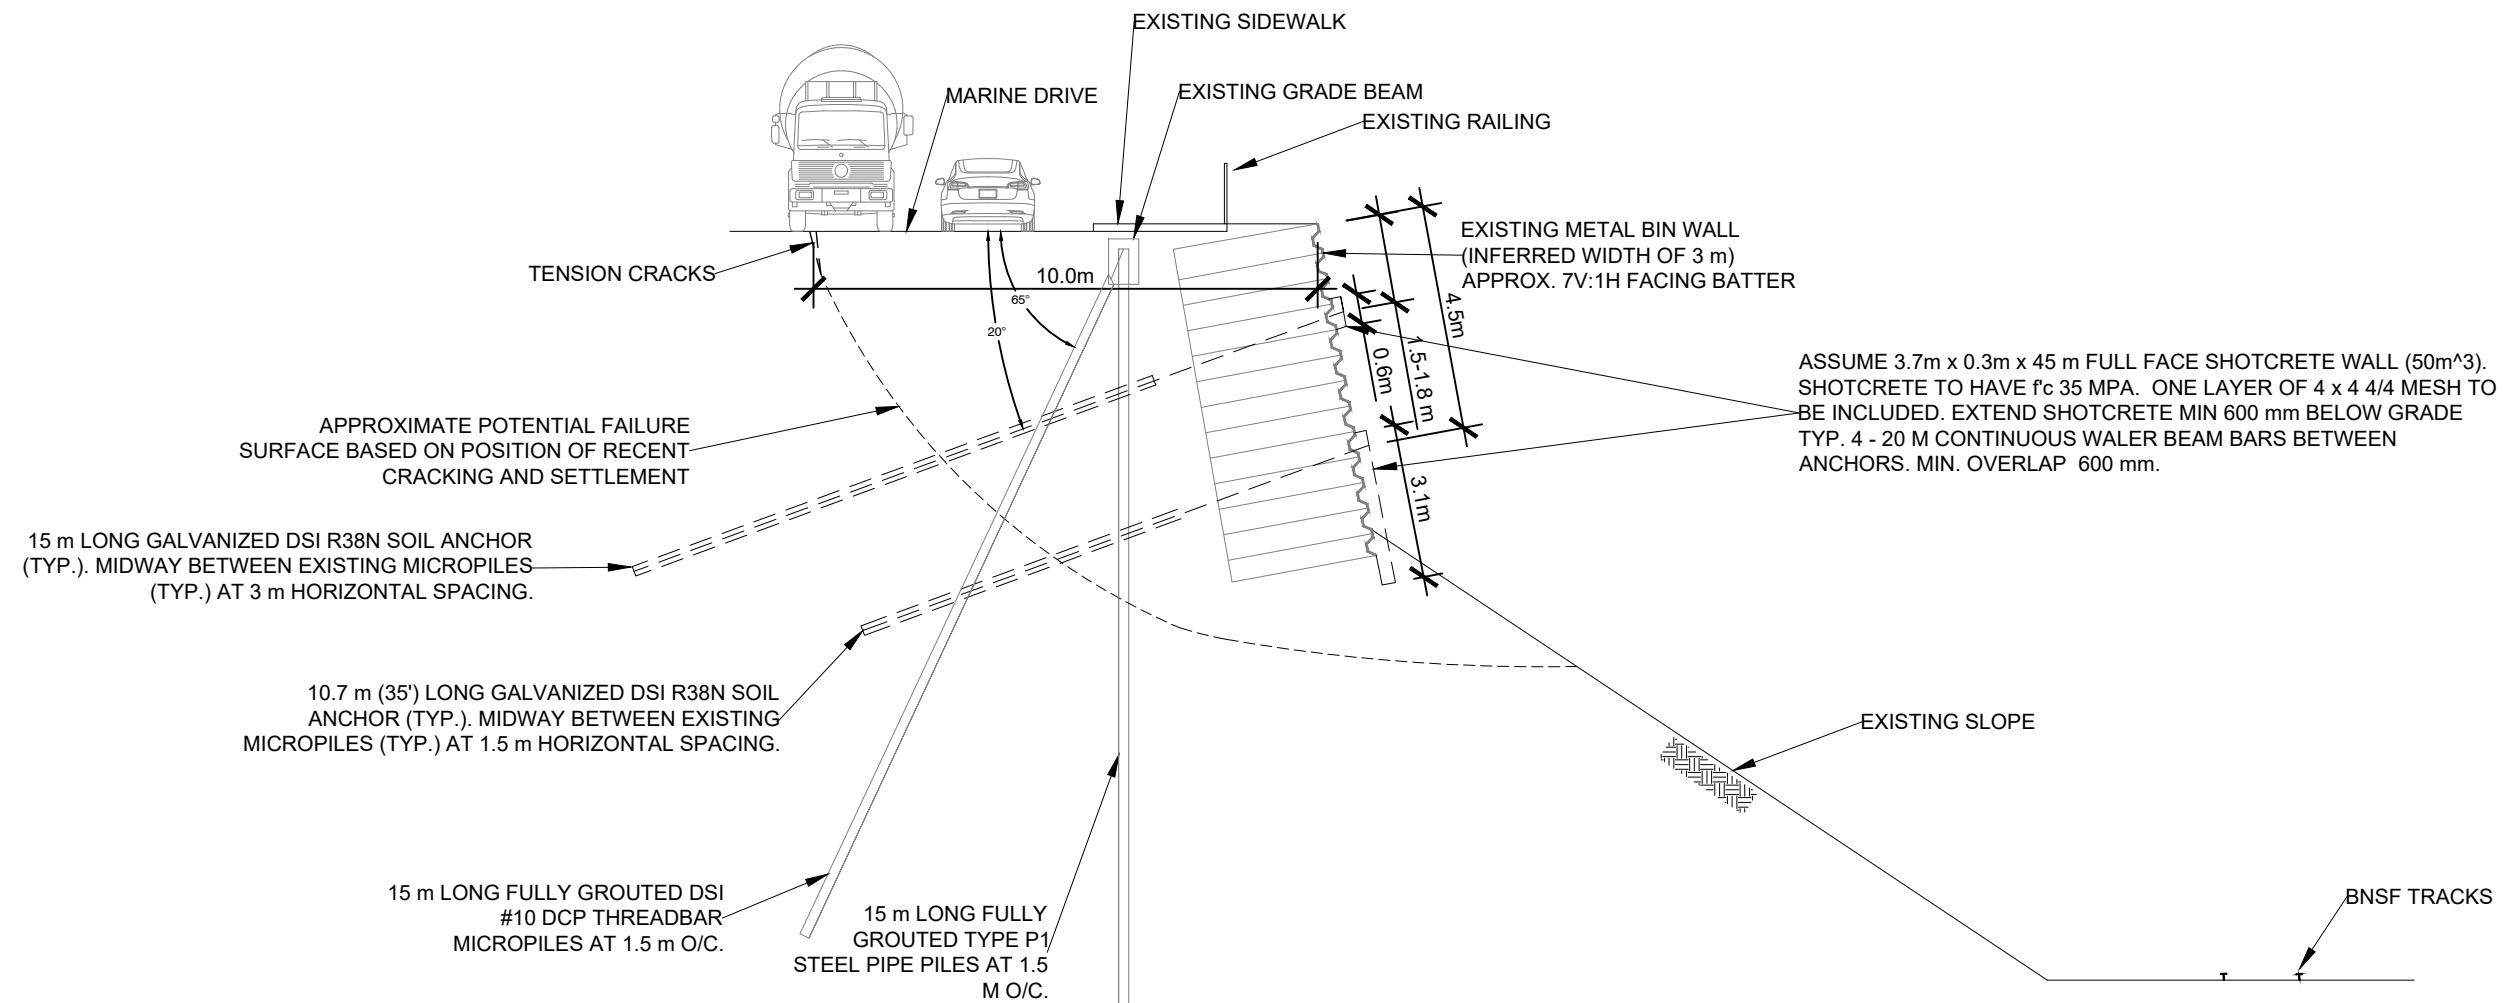 EXISTING SIDEWALK
MARINE DRIVE
EXISTING GRADE BEAM
EXISTING RAILING
EXISTING METAL BIN WALL
(INFERRED WIDTH OF 3 m)
APPROX. 7V:1H FACING BATTER
TENSION CRACKS
10.0m
65°
20°
4.5m
1.5-1.8 m
0.6m
3.1m
ASSUME 3.7m x 0.3m x 45 m FULL FACE SHOTCRETE WALL (50m^3).
SHOTCRETE TO HAVE f'c 35 MPA. ONE LAYER OF 4 x 4 4/4 MESH TO
BE INCLUDED. EXTEND SHOTCRETE MIN 600 mm BELOW GRADE
TYP. 4 - 20 M CONTINUOUS WALER BEAM BARS BETWEEN
ANCHORS. MIN. OVERLAP 600 mm.
APPROXIMATE POTENTIAL FAILURE
SURFACE BASED ON POSITION OF RECENT
CRACKING AND SETTLEMENT
15 m LONG GALVANIZED DSI R38N SOIL ANCHOR
(TYP.). MIDWAY BETWEEN EXISTING MICROPILES
(TYP.) AT 3 m HORIZONTAL SPACING.
10.7 m (35') LONG GALVANIZED DSI R38N SOIL
ANCHOR (TYP.). MIDWAY BETWEEN EXISTING
MICROPILES (TYP.) AT 1.5 m HORIZONTAL SPACING.
EXISTING SLOPE
15 m LONG FULLY GROUTED DSI
#10 DCP THREADBAR
MICROPILES AT 1.5 m O/C.
15 m LONG FULLY
GROUTED TYPE P1
STEEL PIPE PILES AT 1.5
M O/C.
BNSF TRACKS